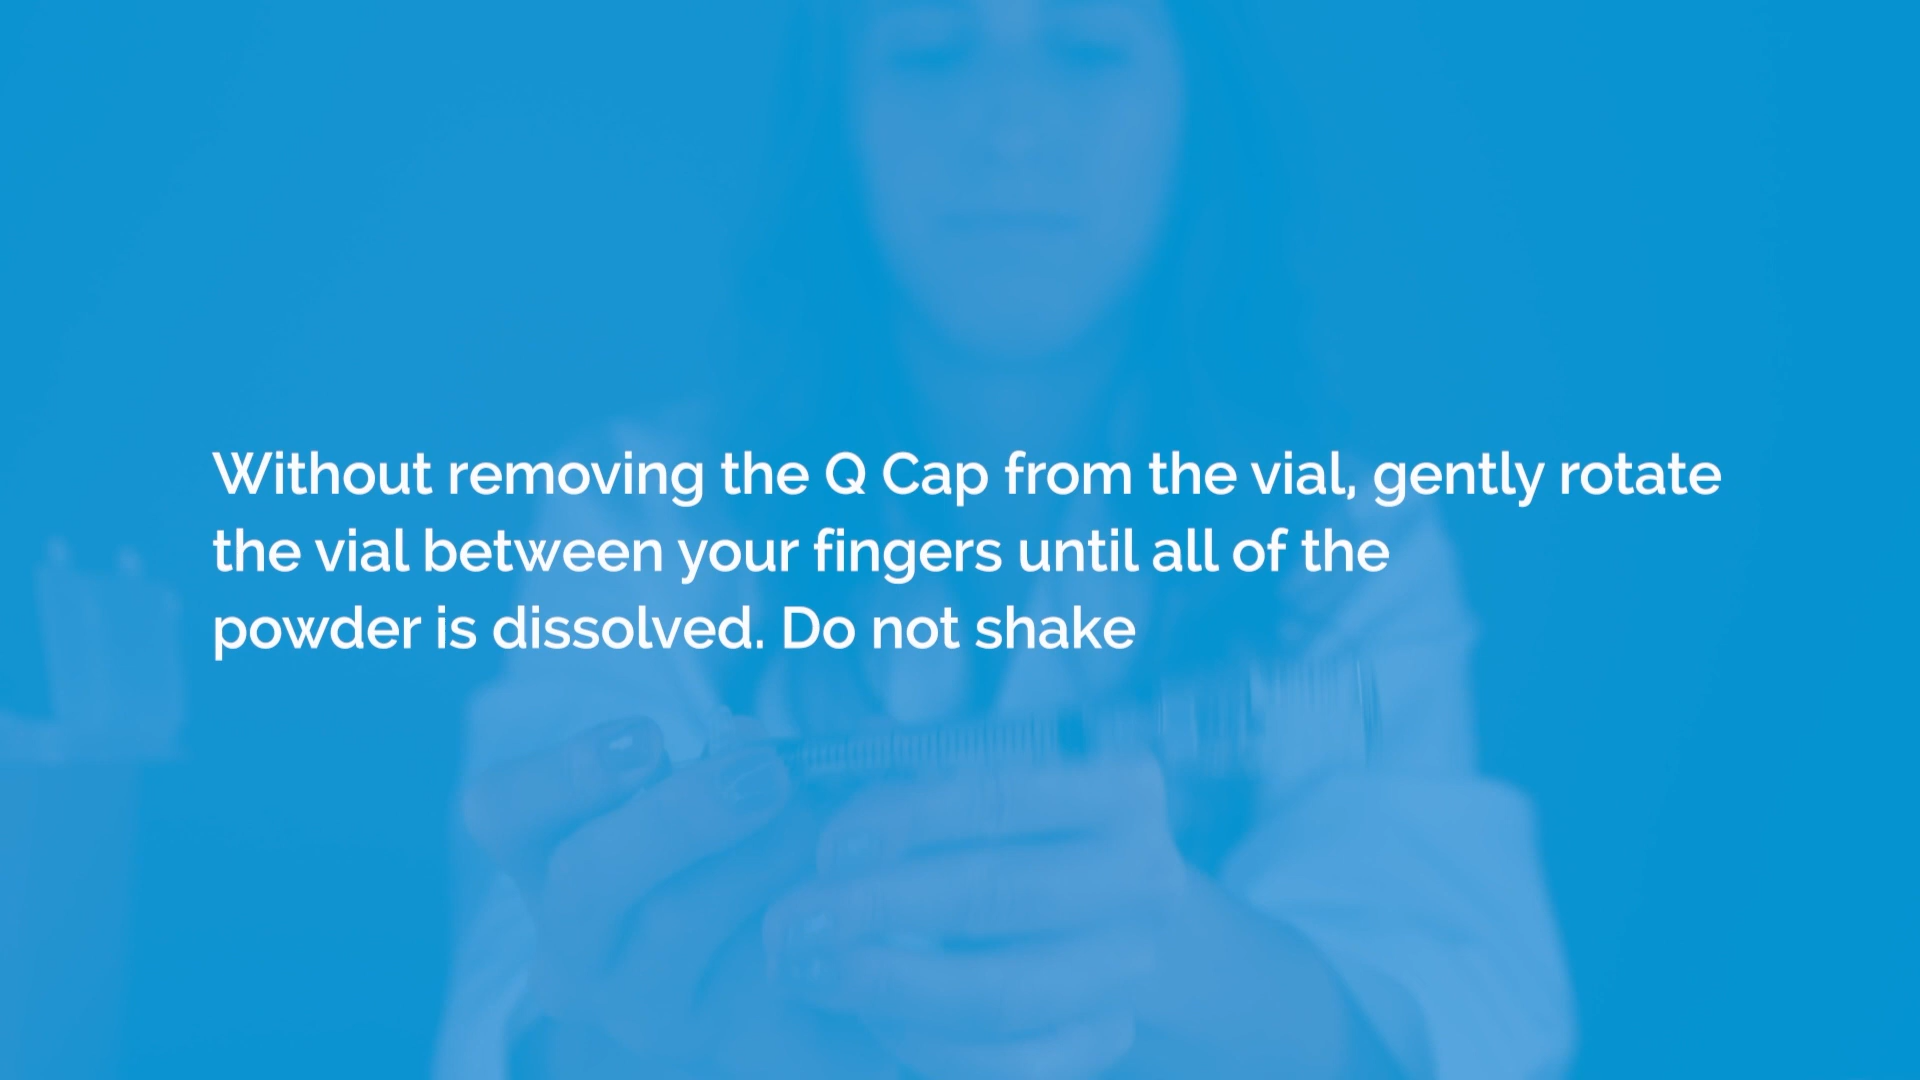 Without removing the Q Cap from the vial, gently rotate
the vial between your fingers until all of the
powder is dissolved. Do not shake